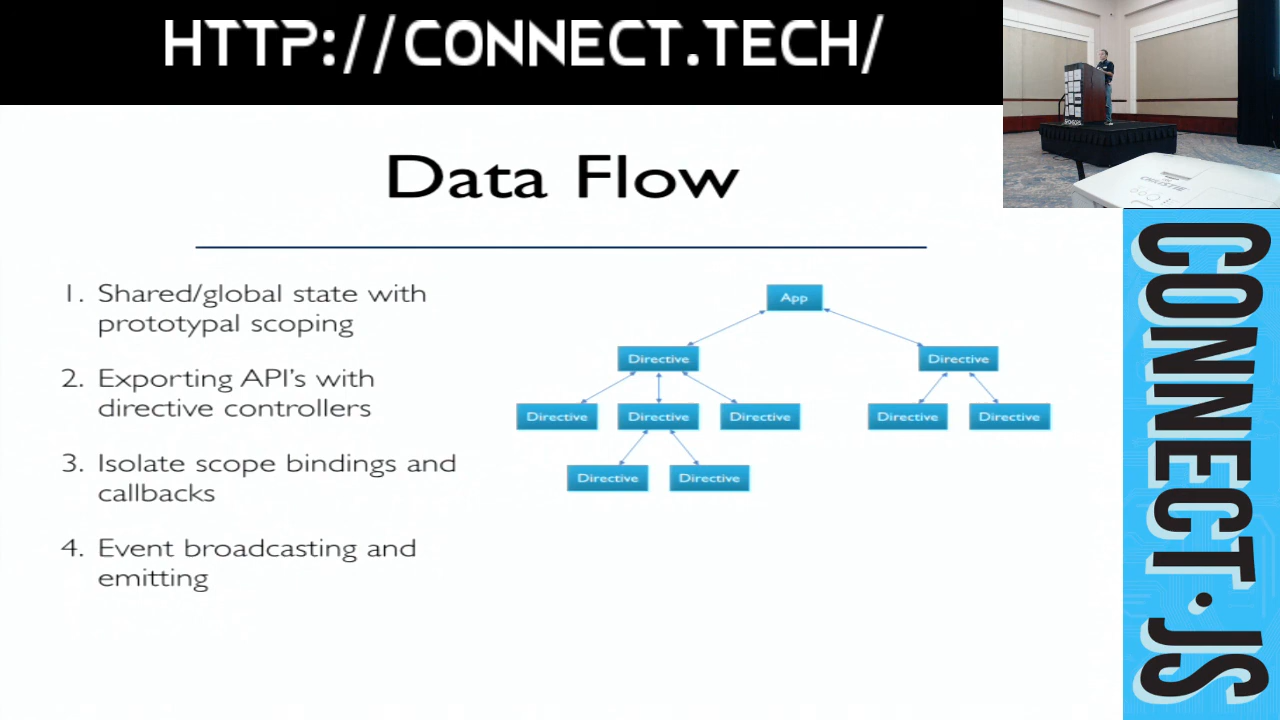 HTTP://CONNECT.TECH/
Data Flow
1. Shared/global state with
prototypal scoping
2. Exporting API's with
directive controllers
3. Isolate scope bindings and
callbacks
4. Event broadcasting and
emitting
App
Directive
Directive
Directive
Directive
Directive
Directive
Directive
Directive
Directive
CHRISTIE
SPONSORS
CONNECT.JS